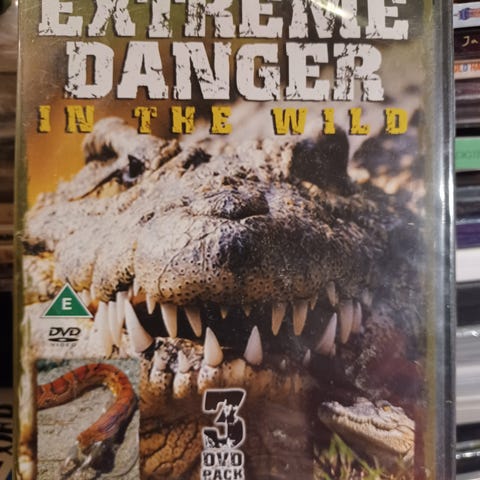 EXTREME
DANGER
IN THE WILD
E
DVD
VIDEO
3
DVD
PACK